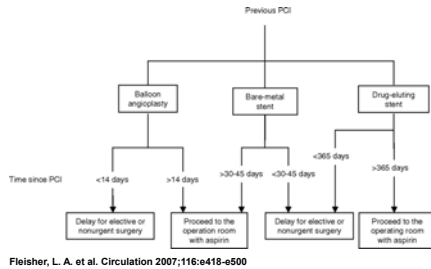 Previous PCI
Balloon
angioplasty
Bare-metal
stent
Drug-eluting
stent
Time since PCI
<14 days
>14 days
>30-45 days
<30-45 days
<365 days
>365 days
Delay for elective or
nonurgent surgery
Proceed to the
operation room
with aspirin
Delay for elective or
nonurgent surgery
Proceed to the
operating room
with aspirin
Fleisher, L. A. et al. Circulation 2007;116:e418-e500